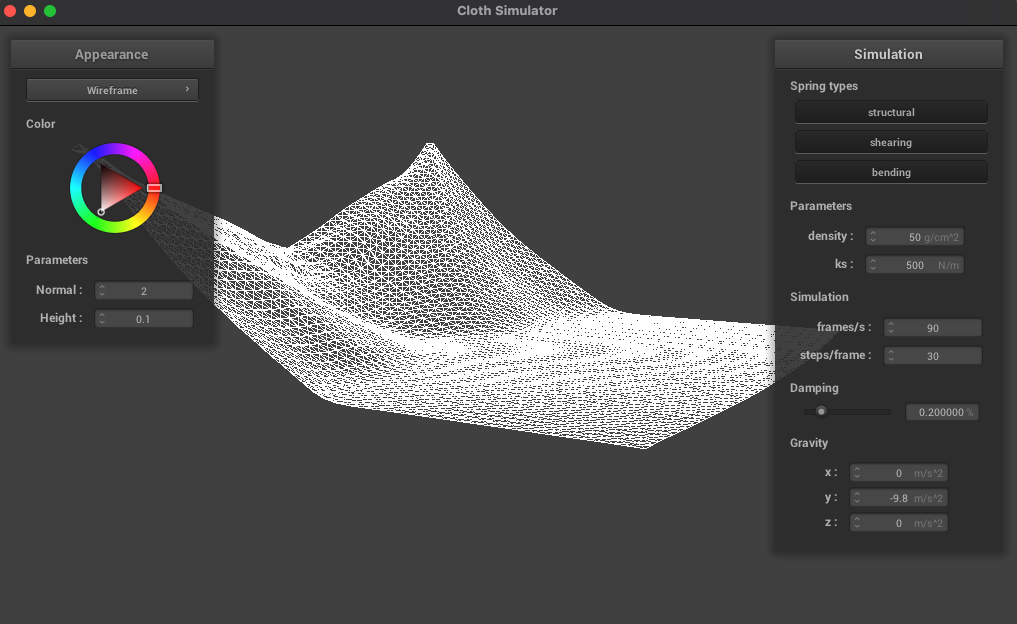 Cloth Simulator
Appearance
Wireframe ›
Color
Parameters
Normal : 2
Height : 0.1
Simulation
Spring types
structural
shearing
bending
Parameters
density : 50 g/cm^2
ks : 500 N/m
Simulation
frames/s : 90
steps/frame : 30
Damping
0.200000 %
Gravity
x : 0 m/s^2
y : -9.8 m/s^2
z : 0 m/s^2